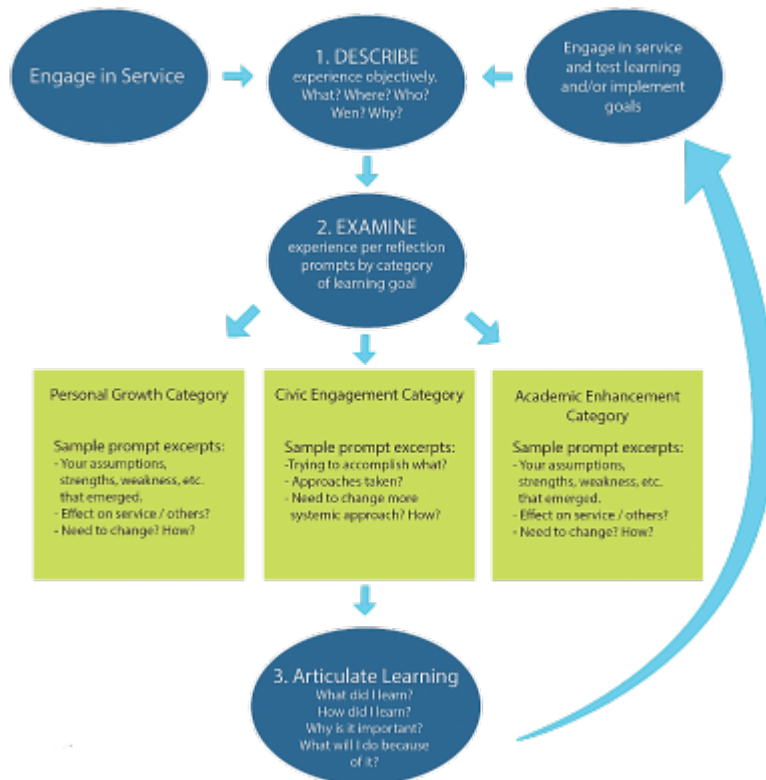 Engage in Service
1. DESCRIBE
experience objectively.
What? Where? Who?
Wen? Why?
Engage in service
and test learning
and/or implement
goals
2. EXAMINE
experience per reflection
prompts by category
of learning goal
Personal Growth Category
Sample prompt excerpts:
- Your assumptions,
strengths, weakness, etc.
that emerged.
- Effect on service / others?
- Need to change? How?
Civic Engagement Category
Sample prompt excerpts:
-Trying to accomplish what?
- Approaches taken?
- Need to change more
systemic approach? How?
Academic Enhancement
Category
Sample prompt excerpts:
- Your assumptions,
strengths, weakness, etc.
that emerged.
- Effect on service / others?
- Need to change? How?
3. Articulate Learning
What did I learn?
How did I learn?
Why is it important?
What will I do because
of it?